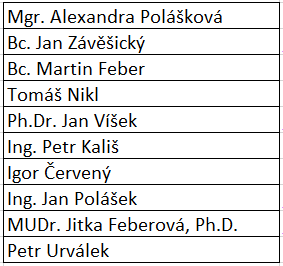 Mgr. Alexandra Polášková
Bc. Jan Závěšický
Bc. Martin Feber
Tomáš Nikl
Ph.Dr. Jan Víšek
Ing. Petr Kališ
Igor Červený
Ing. Jan Polášek
MUDr. Jitka Feberová, Ph.D.
Petr Urválek